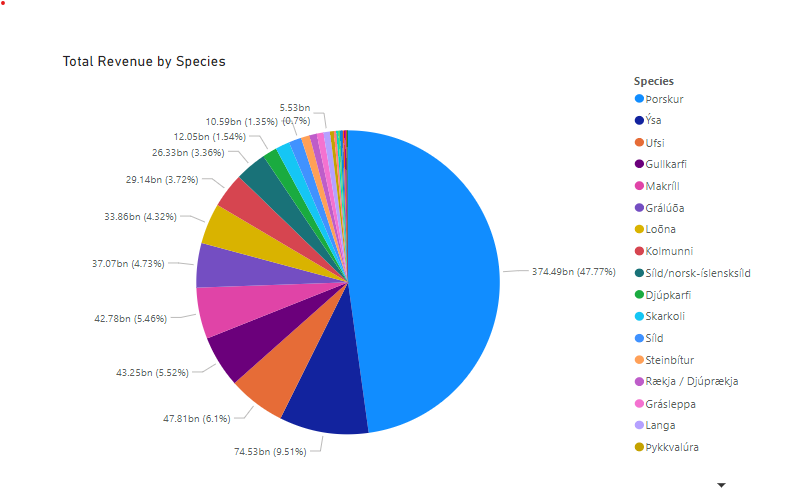 Total Revenue by Species
Species
Þorskur
Ýsa
Ufsi
Gullkarfi
Makríll
Grálúða
Loðna
Kolmunni
Síld/norsk-íslensksíld
Djúpkarfi
Skarkoli
Síld
Steinbítur
Rækja / Djúprækja
Grásleppa
Langa
Þykkvalúra
5.53bn
(0.7%)
10.59bn (1.35%)
12.05bn (1.54%)
26.33bn (3.36%)
29.14bn (3.72%)
33.86bn (4.32%)
37.07bn (4.73%)
42.78bn (5.46%)
43.25bn (5.52%)
47.81bn (6.1%)
74.53bn (9.51%)
374.49bn (47.77%)